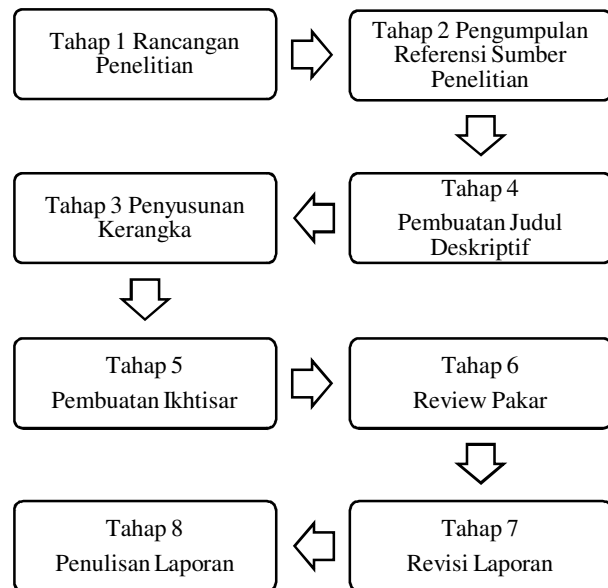 Tahap 1 Rancangan
Penelitian
Tahap 2 Pengumpulan
Referensi Sumber
Penelitian
Tahap 3 Penyusunan
Kerangka
Tahap 4
Pembuatan Judul
Deskriptif
Tahap 5
Pembuatan Ikhtisar
Tahap 6
Review Pakar
Tahap 8
Penulisan Laporan
Tahap 7
Revisi Laporan